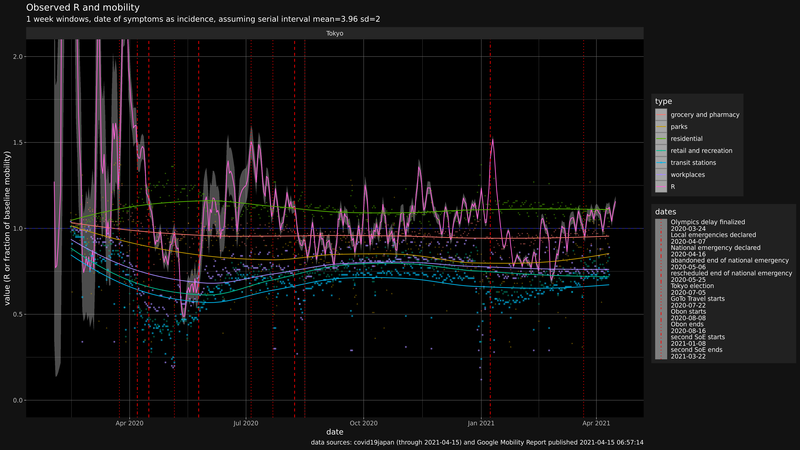 Observed R and mobility
1 week windows, date of symptoms as incidence, assuming serial interval mean=3.96 sd=2
Tokyo
2.0
1.5
1.0
0.5
0.0
value (R or fraction of baseline mobility)
Apr 2020
Jul 2020
Oct 2020
Jan 2021
Apr 2021
date
type
grocery and pharmacy
parks
residential
retail and recreation
transit stations
workplaces
R
dates
Olympics delay finalized
2020-03-24
Local emergencies declared
2020-04-07
National emergency declared
2020-04-16
abandoned end of national emergency
2020-05-06
rescheduled end of national emergency
2020-05-25
Tokyo election
2020-07-05
GoTo Travel starts
2020-07-22
Obon starts
2020-08-08
Obon ends
2020-08-16
second SoE starts
2021-01-08
second SoE ends
2021-03-22
data sources: covid19japan (through 2021-04-15) and Google Mobility Report published 2021-04-15 06:57:14